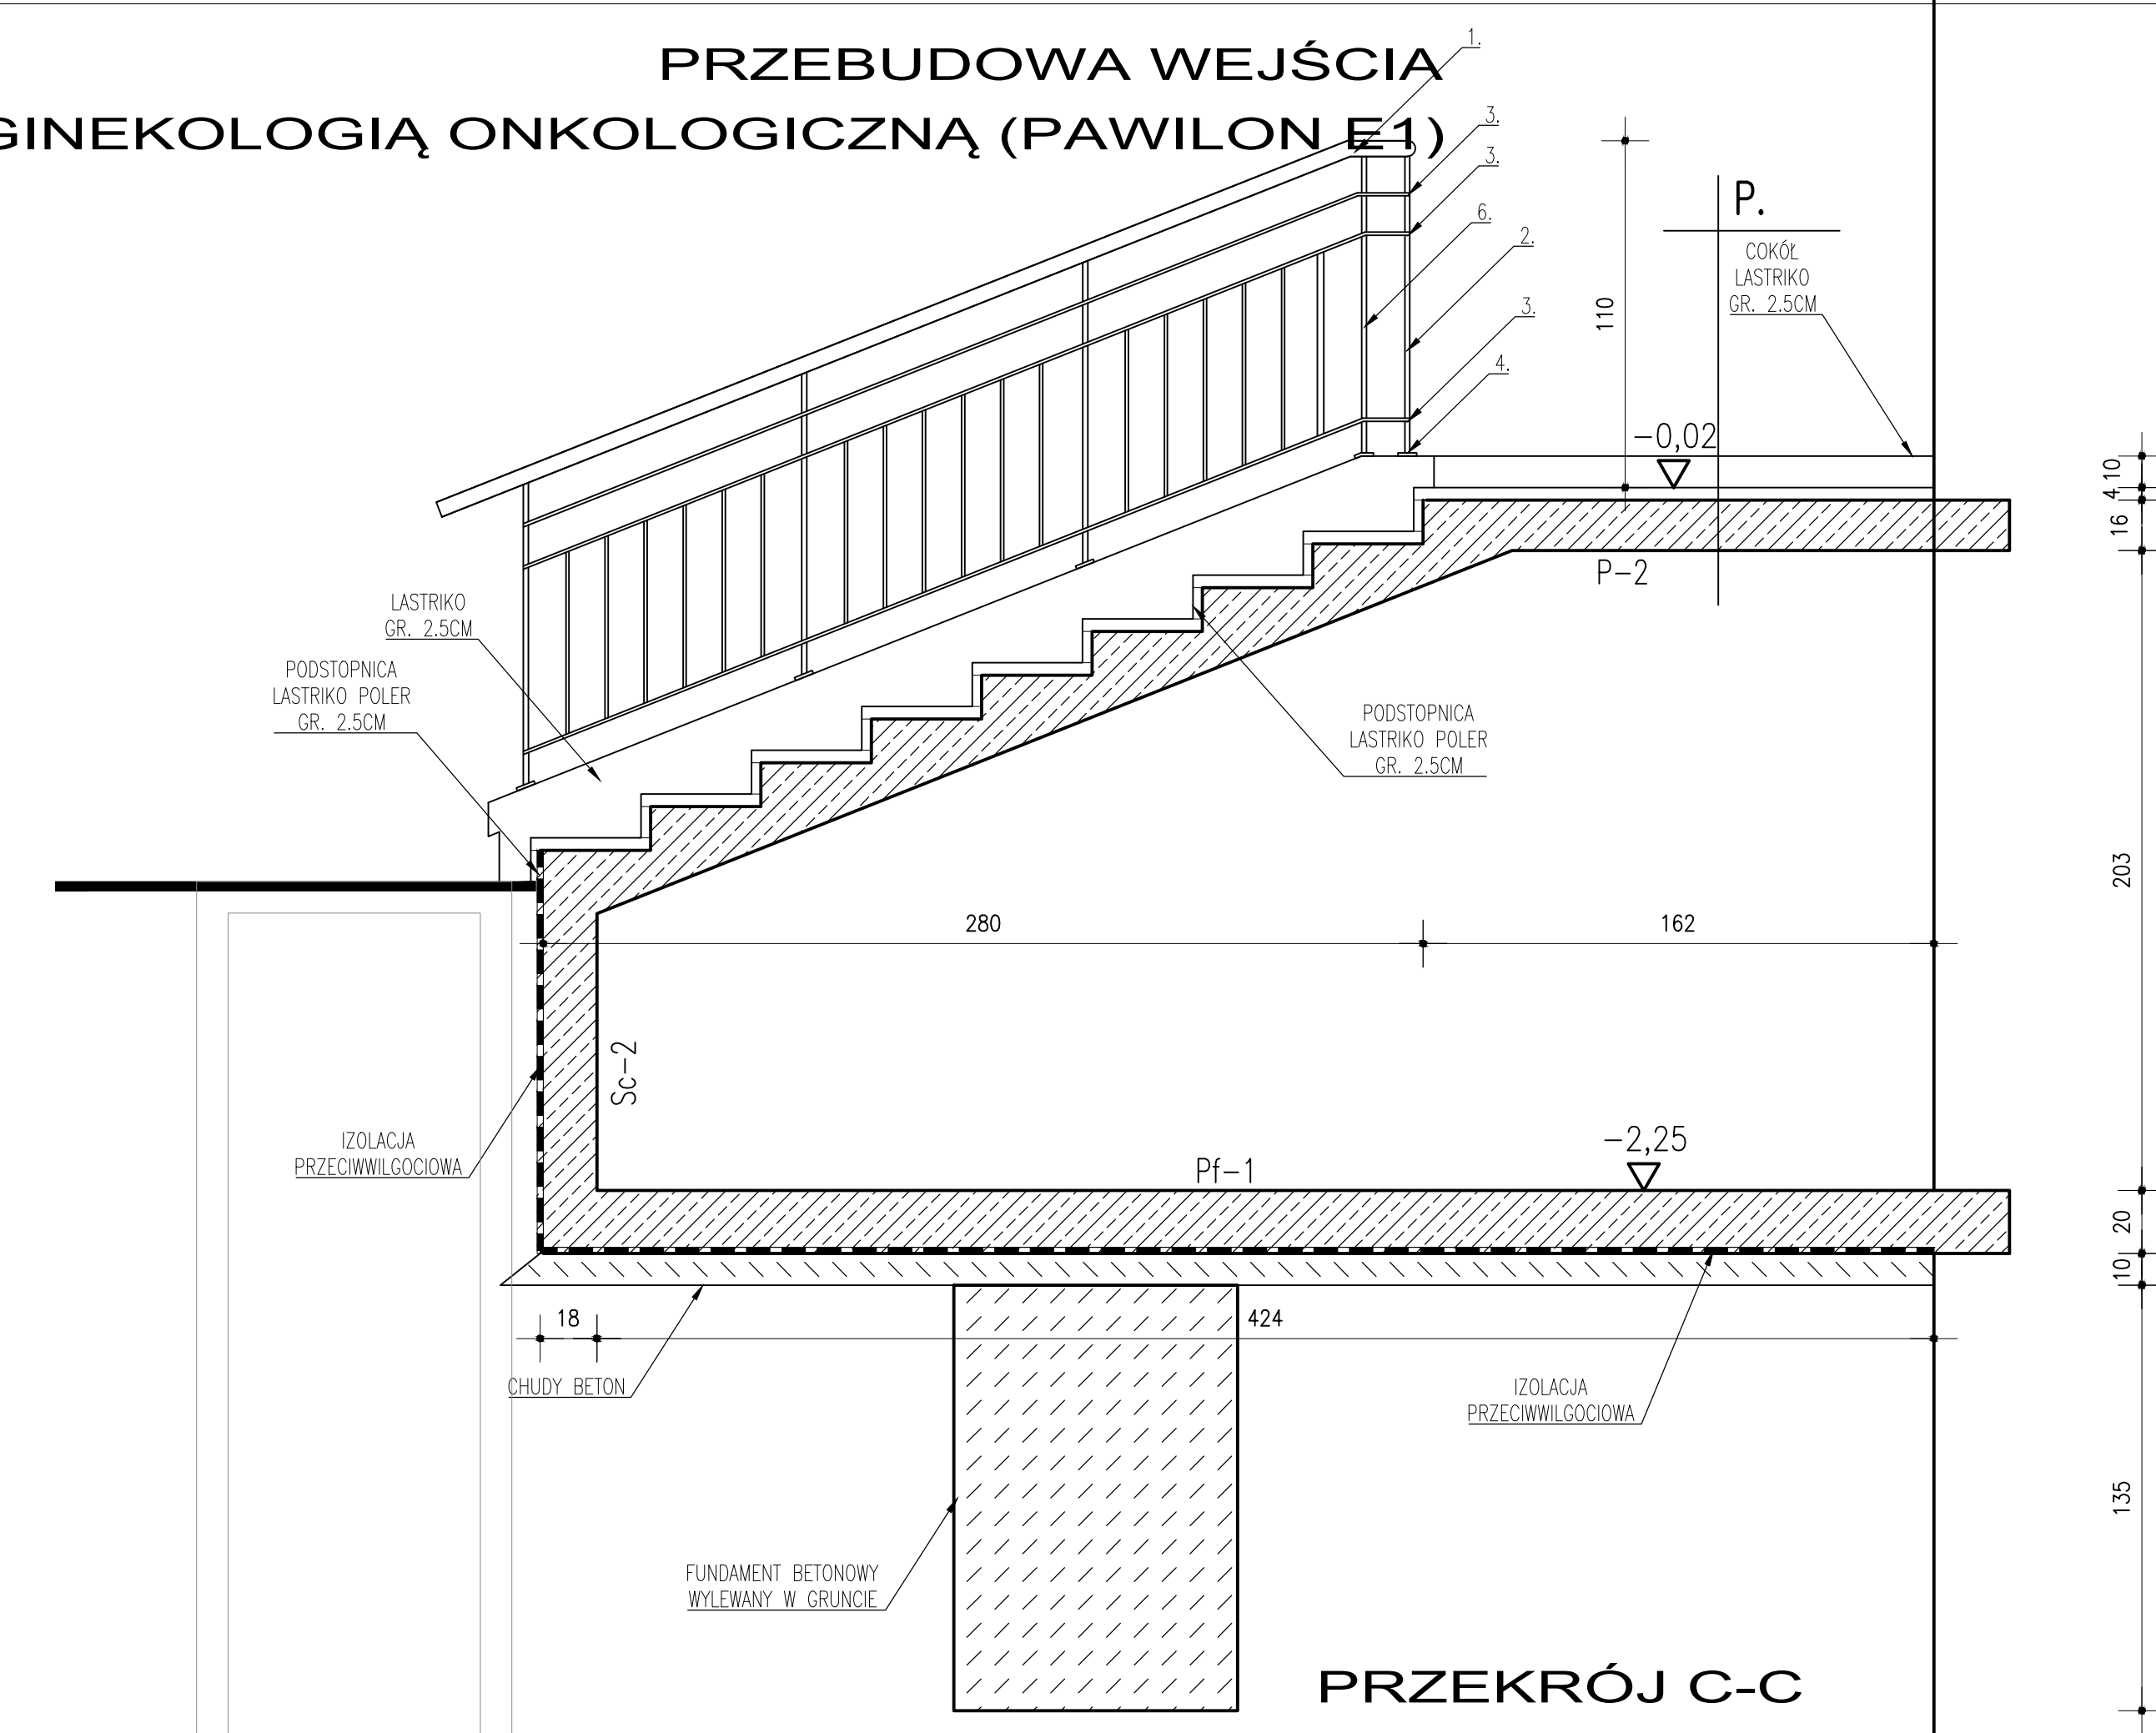 PRZEBUDOWA WEJŚCIA
GINEKOLOGIĄ ONKOLOGICZNĄ (PAWILON E1)
1.
3.
3.
6.
2.
3.
4.
P.
COKÓŁ
LASTRIKO
GR. 2.5CM
110
-0,02
10
4
16
P-2
LASTRIKO
GR. 2.5CM
PODSTOPNICA
LASTRIKO POLER
GR. 2.5CM
PODSTOPNICA
LASTRIKO POLER
GR. 2.5CM
203
280
162
Sc-2
IZOLACJA
PRZECIWWILGOCIOWA
Pf-1
-2,25
20
10
18
424
CHUDY BETON
IZOLACJA
PRZECIWWILGOCIOWA
135
FUNDAMENT BETONOWY
WYLEWANY W GRUNCIE
PRZEKRÓJ C-C